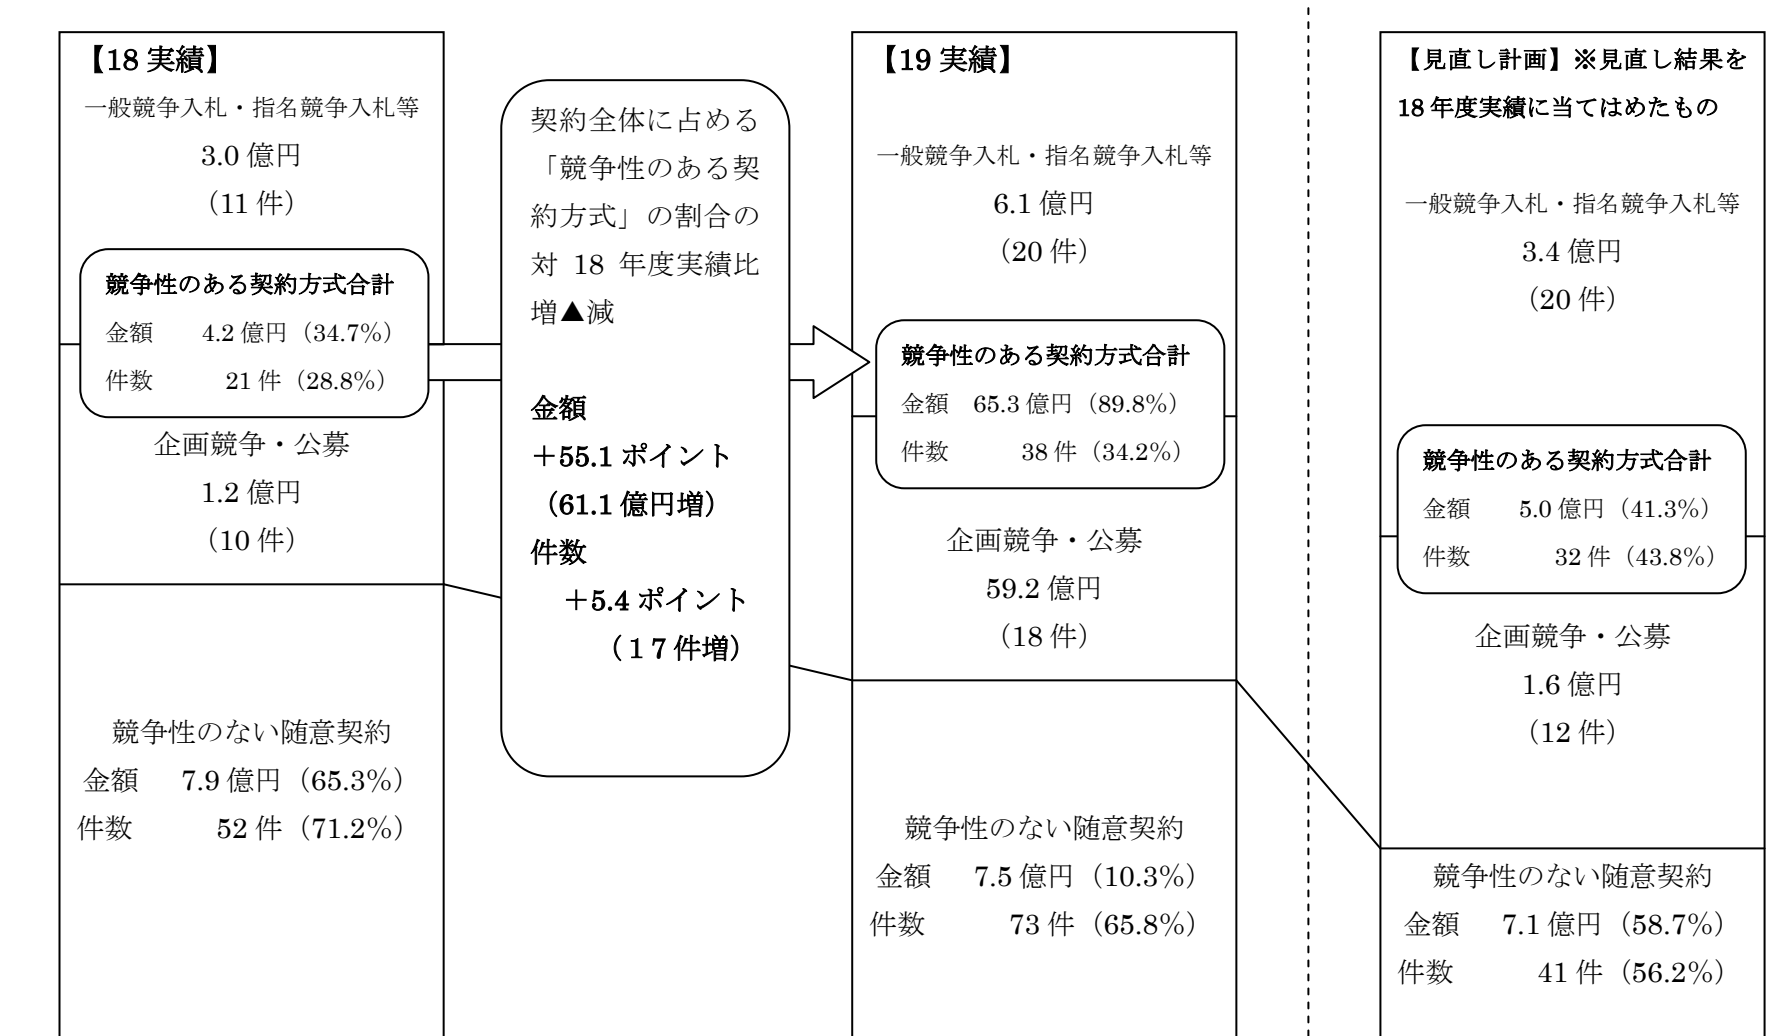 【18 実績】
一般競争入札・指名競争入札等
3.0 億円
（11 件）
競争性のある契約方式合計
金額 4.2 億円（34.7%）
件数 21 件（28.8%）
企画競争・公募
1.2 億円
（10 件）
競争性のない随意契約
金額 7.9 億円（65.3%）
件数 52 件（71.2%）
契約全体に占める
「競争性のある契
約方式」の割合の
対 18 年度実績比
増▲減
金額
＋55.1 ポイント
（61.1 億円増）
件数
＋5.4 ポイント
（１７件増）
【19 実績】
一般競争入札・指名競争入札等
6.1 億円
（20 件）
競争性のある契約方式合計
金額 65.3 億円（89.8%）
件数 38 件（34.2%）
企画競争・公募
59.2 億円
（18 件）
競争性のない随意契約
金額 7.5 億円（10.3%）
件数 73 件（65.8%）
【見直し計画】※見直し結果を
18 年度実績に当てはめたもの
一般競争入札・指名競争入札等
3.4 億円
（20 件）
競争性のある契約方式合計
金額 5.0 億円（41.3%）
件数 32 件（43.8%）
企画競争・公募
1.6 億円
（12 件）
競争性のない随意契約
金額 7.1 億円（58.7%）
件数 41 件（56.2%）